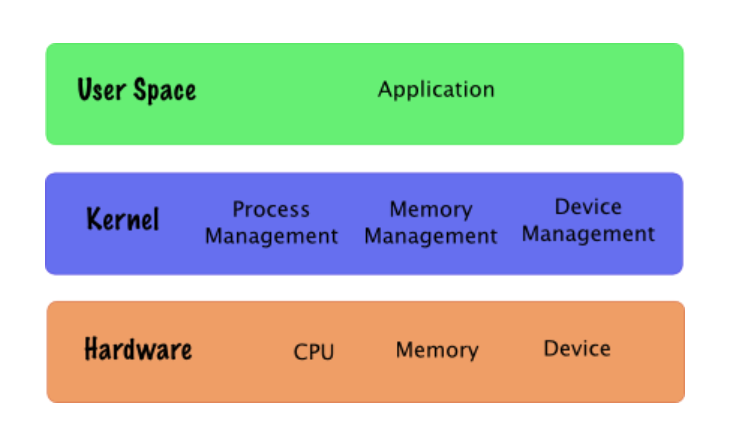 User Space
Application
Kernel
Process
Management
Memory
Management
Device
Management
Hardware
CPU
Memory
Device